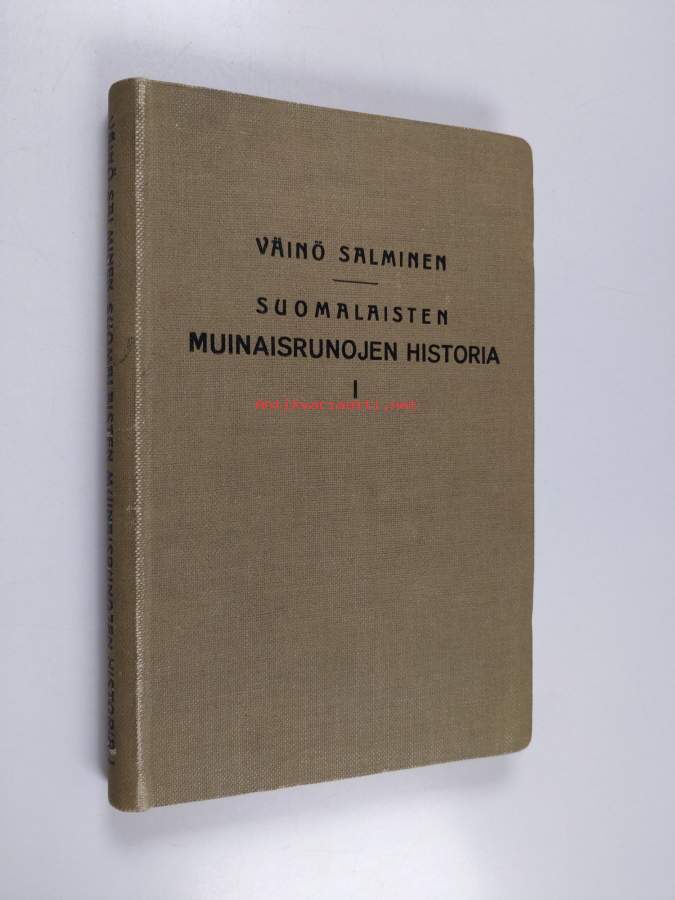 VÄINÖ SALMINEN
SUOMALAISTEN
MUINAISRUNOJEN HISTORIA
I
Antikvariaatti.net
VÄINÖ SALMINEN SUOMALAISTEN MUINAISRUNOJEN HISTORIA I